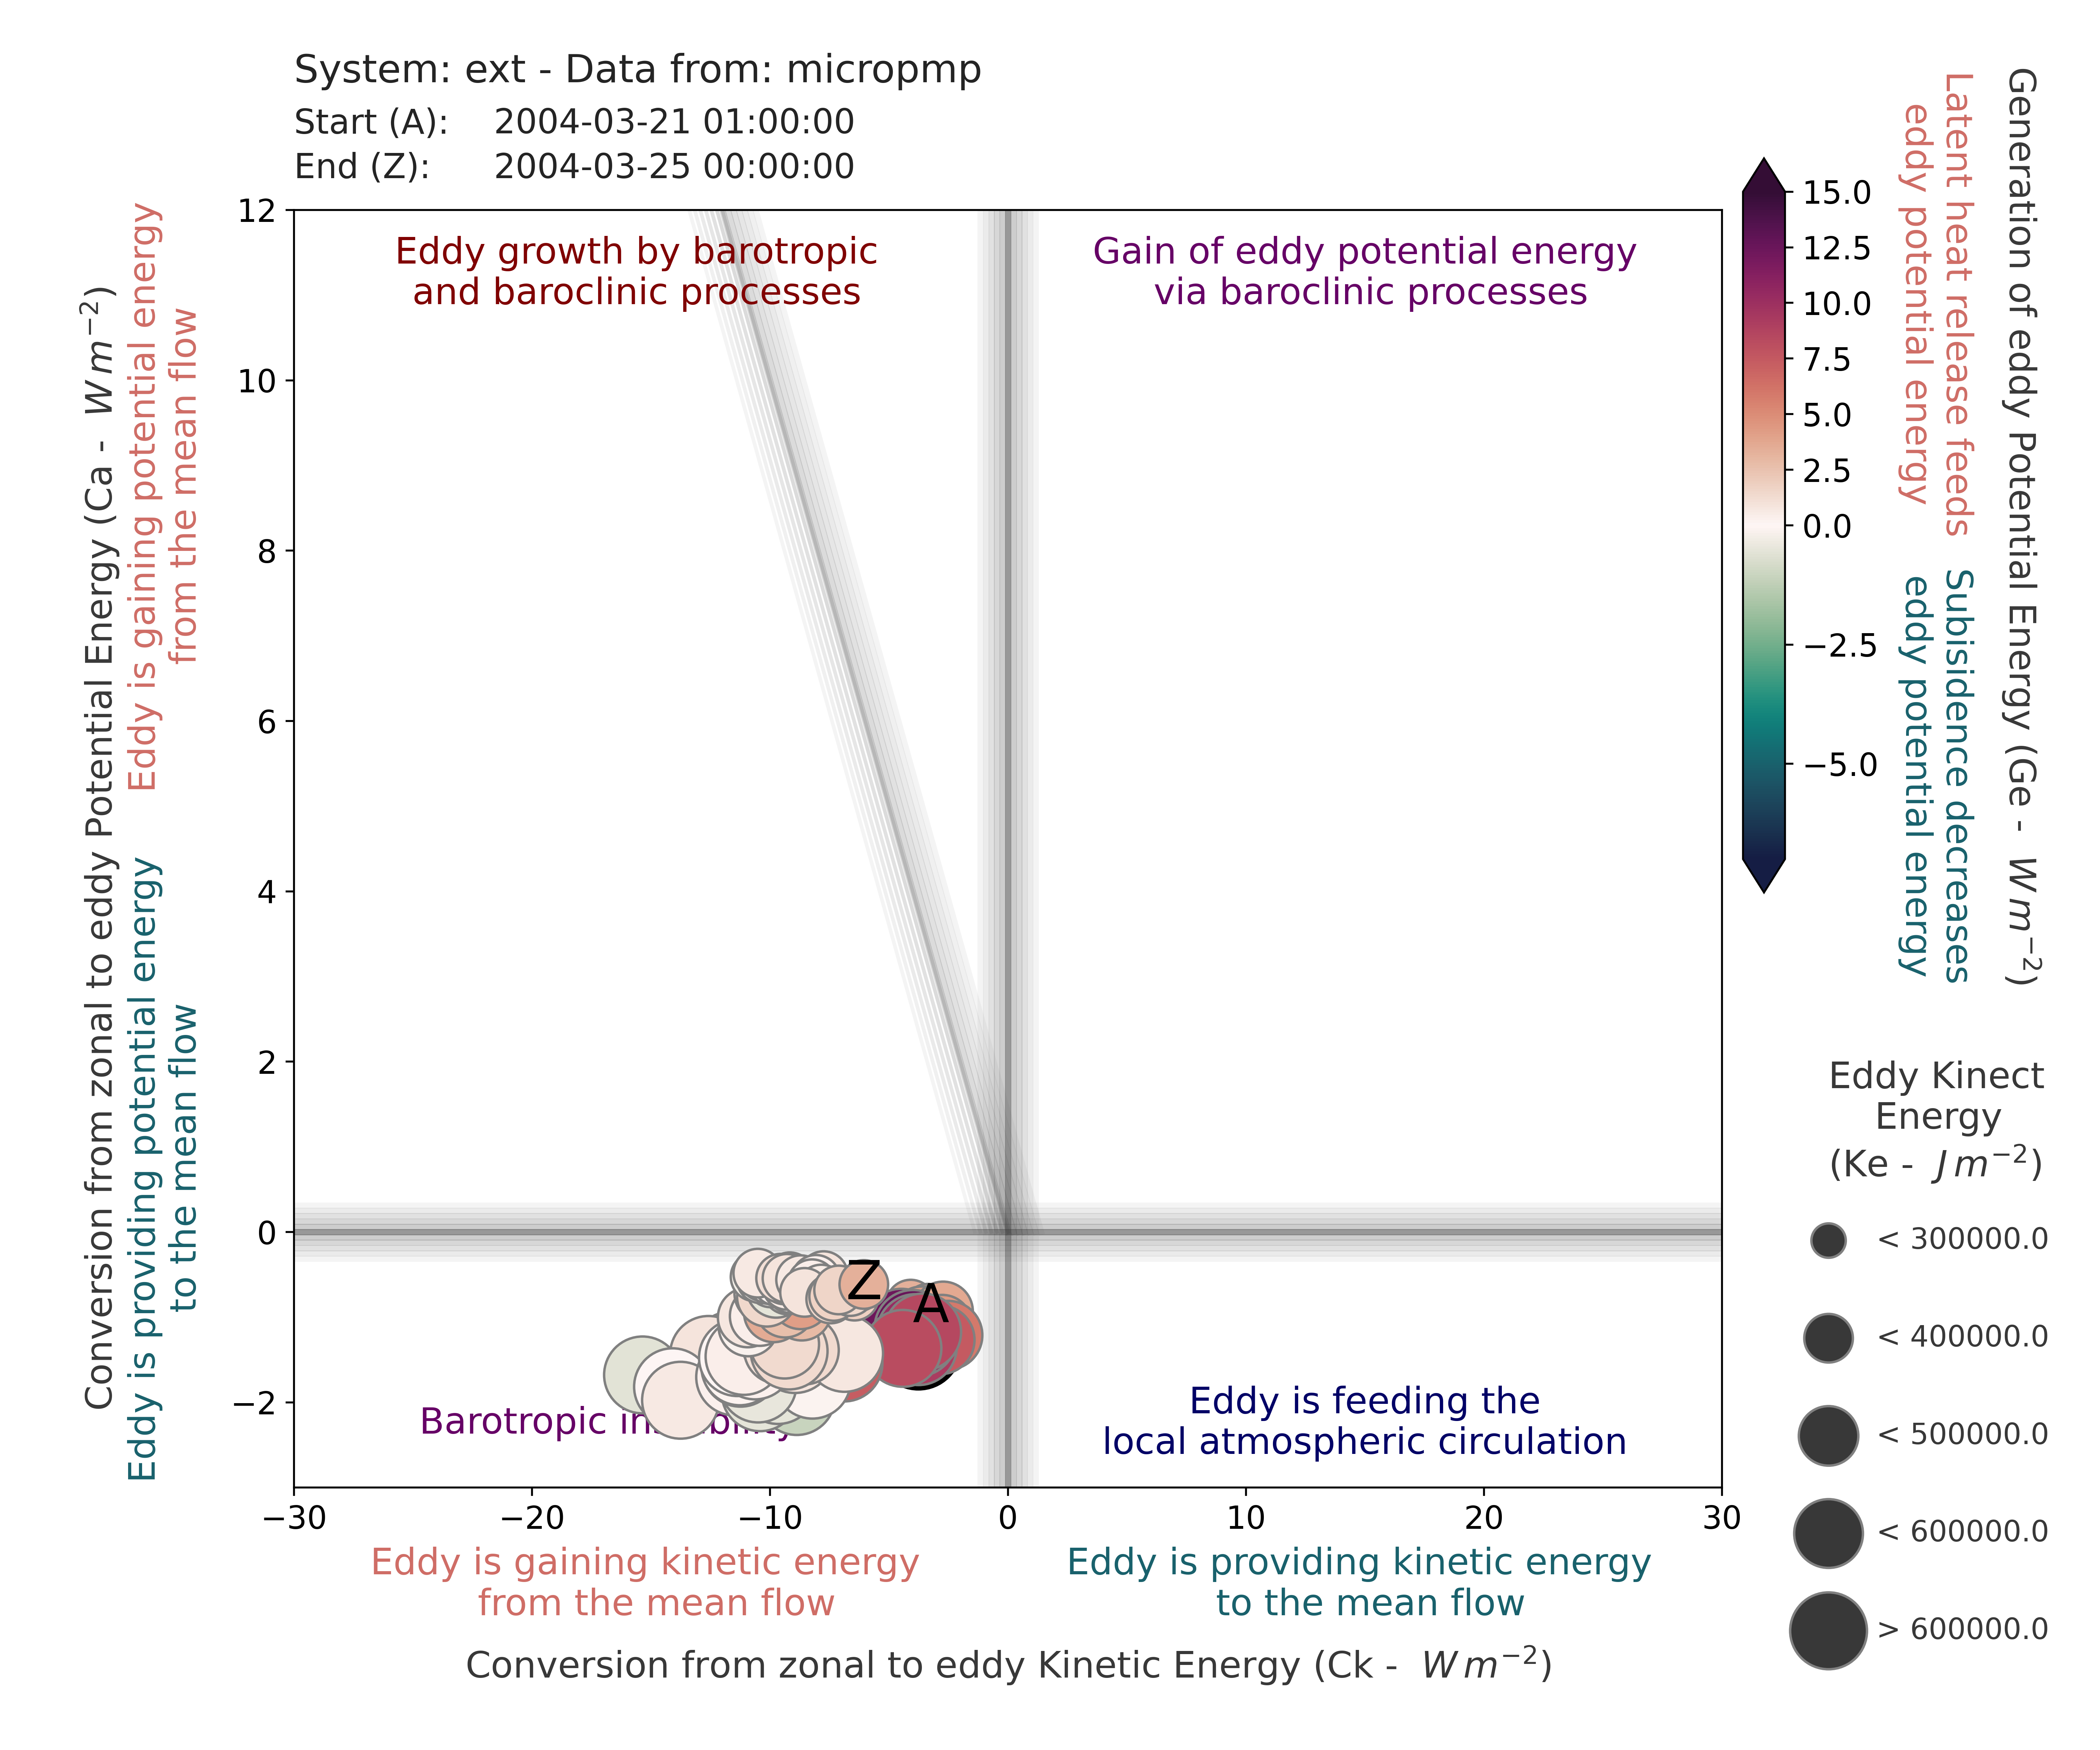 System: ext - Data from: micropmp
Start (A): 2004-03-21 01:00:00
End (Z): 2004-03-25 00:00:00
Conversion from zonal to eddy Potential Energy (Ca - W m⁻²)
Eddy is gaining potential energy
from the mean flow
Eddy is providing potential energy
to the mean flow
12
10
8
6
4
2
0
−2
Eddy growth by barotropic
and baroclinic processes
Gain of eddy potential energy
via baroclinic processes
Z
A
Barotropic instability
Eddy is feeding the
local atmospheric circulation
−30
−20
−10
0
10
20
30
Eddy is gaining kinetic energy
from the mean flow
Eddy is providing kinetic energy
to the mean flow
Conversion from zonal to eddy Kinetic Energy (Ck - W m⁻²)
15.0
12.5
10.0
7.5
5.0
2.5
0.0
−2.5
−5.0
Latent heat release feeds
eddy potential energy
Subisidence decreases
eddy potential energy
Generation of eddy Potential Energy (Ge - W m⁻²)
Eddy Kinect
Energy
(Ke - J m⁻²)
< 300000.0
< 400000.0
< 500000.0
< 600000.0
> 600000.0